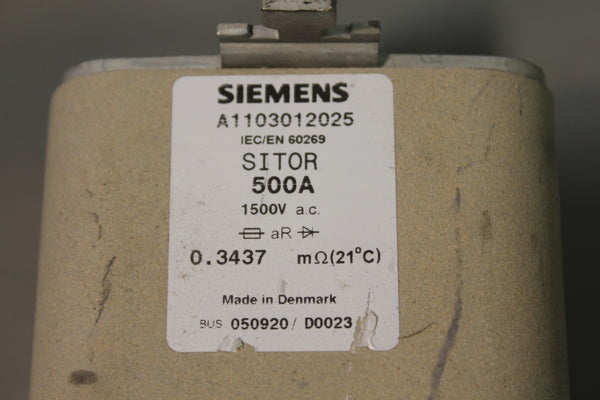 SIEMENS
A1103012025
IEC/EN 60269
SITOR
500A
1500V a.c.
aR
0.3437 mΩ(21°C)
Made in Denmark
BUS 050920/ D0023